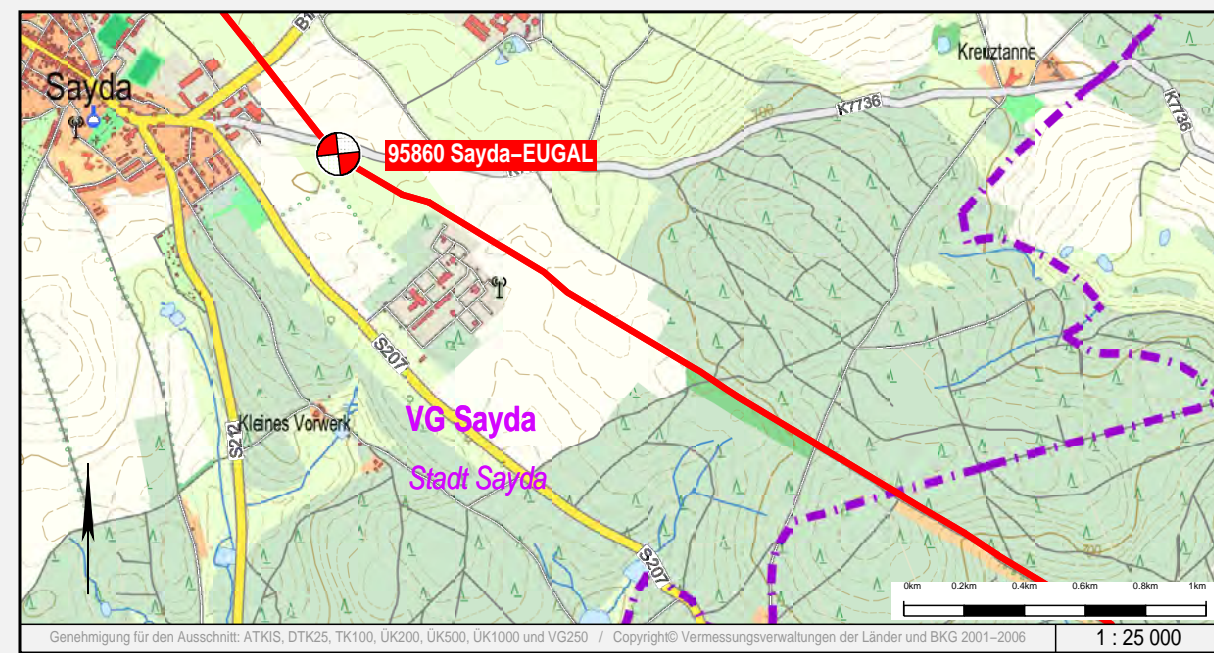 Sayda
Kreuztanne
K7736
K7736
95860 Sayda–EUGAL
S207
Kleines Vorwerk
S212
VG Sayda
Stadt Sayda
S207
0km 0.2km 0.4km 0.6km 0.8km 1km
Genehmigung für den Ausschnitt: ATKIS, DTK25, TK100, ÜK200, ÜK500, ÜK1000 und VG250 / Copyright© Vermessungsverwaltungen der Länder und BKG 2001–2006
1 : 25 000